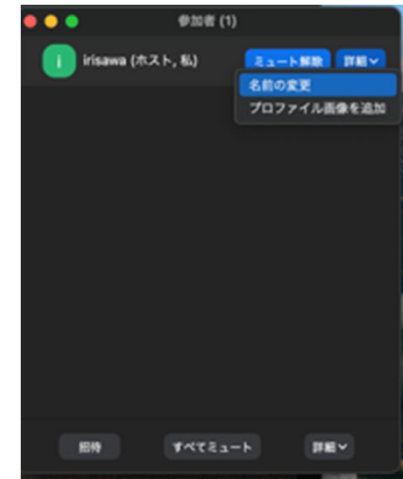 参加者 (1)
i irisawa (ホスト, 私) ミュート解除 詳細
名前の変更
プロファイル画像を追加
招待 すべてミュート 詳細